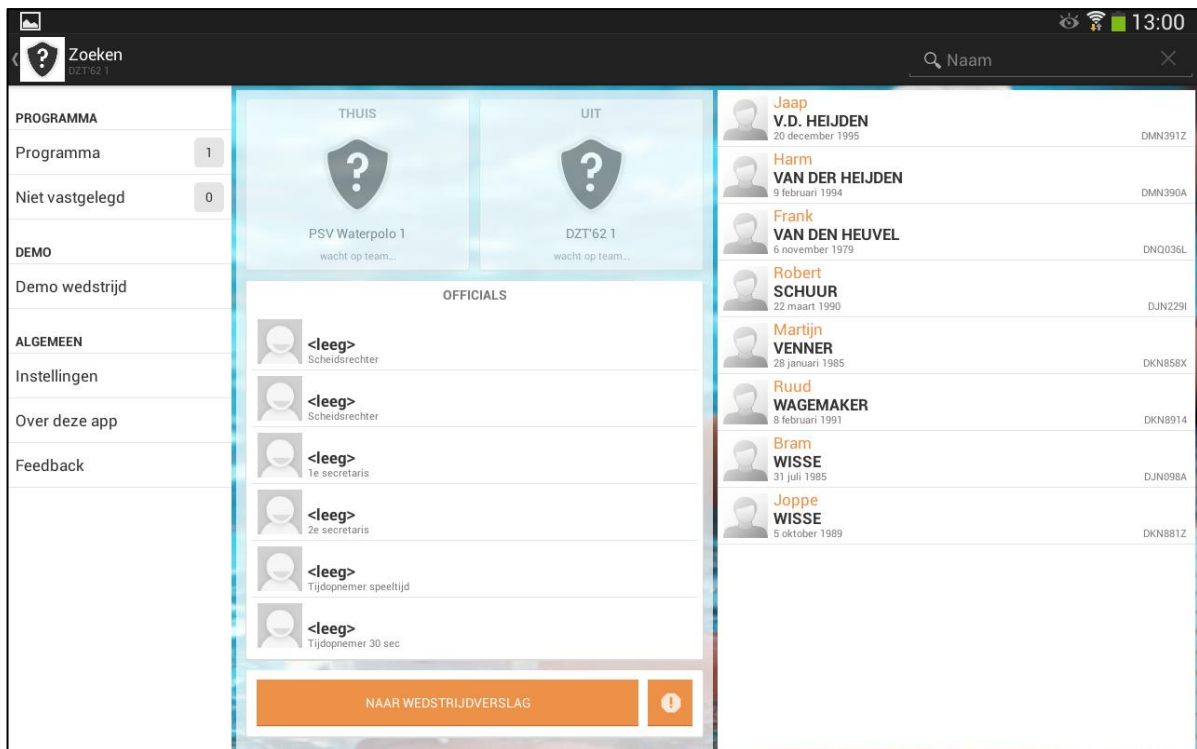 13:00
Zoeken
DZT'62 1
Naam
PROGRAMMA
Programma 1
Niet vastgelegd 0
DEMO
Demo wedstrijd
ALGEMEEN
Instellingen
Over deze app
Feedback
THUIS
?
PSV Waterpolo 1
wacht op team...
UIT
?
DZT'62 1
wacht op team...
OFFICIALS
<leeg>
Scheidsrechter
<leeg>
Scheidsrechter
<leeg>
1e secretaris
<leeg>
2e secretaris
<leeg>
Tijdopnemer speeltijd
<leeg>
Tijdopnemer 30 sec
NAAR WEDSTRIJDVERSLAG
Jaap
V.D. HEIJDEN
20 december 1995 DMN391Z
Harm
VAN DER HEIJDEN
9 februari 1994 DMN390A
Frank
VAN DEN HEUVEL
6 november 1979 DNQ036L
Robert
SCHUUR
22 maart 1990 DJN229I
Martijn
VENNER
28 januari 1985 DKN858X
Ruud
WAGEMAKER
8 februari 1991 DKN8914
Bram
WISSE
31 juli 1985 DJN098A
Joppe
WISSE
5 oktober 1989 DKN881Z